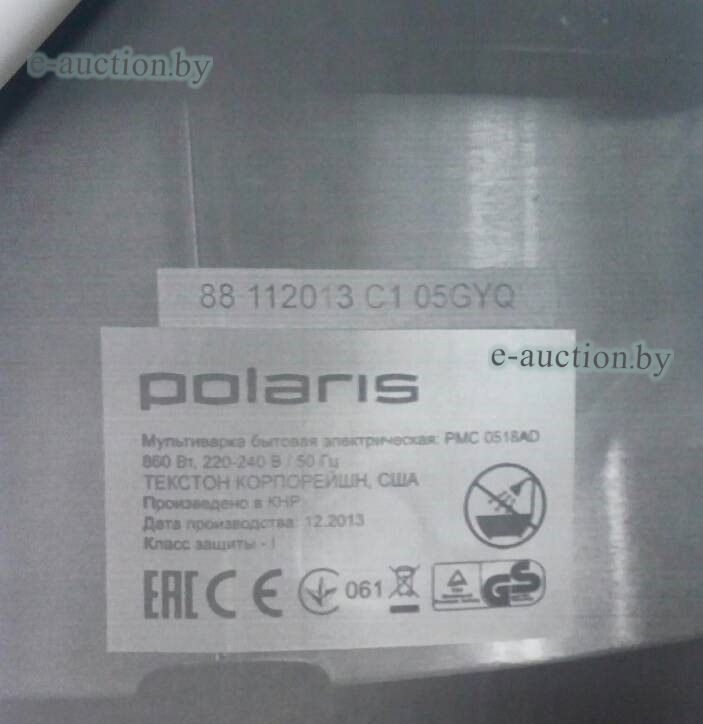 e-auction.by
88 112013 C1 05GYQ
e-auction.by
polaris
Мультиварка бытовая электрическая: PMC 0518AD
860 Вт, 220-240 В / 50 Гц
ТЕКСТОН КОРПОРЕЙШН, США
Произведено в КНР
Дата производства: 12.2013
Класс защиты - I
EAC CE 061 GS